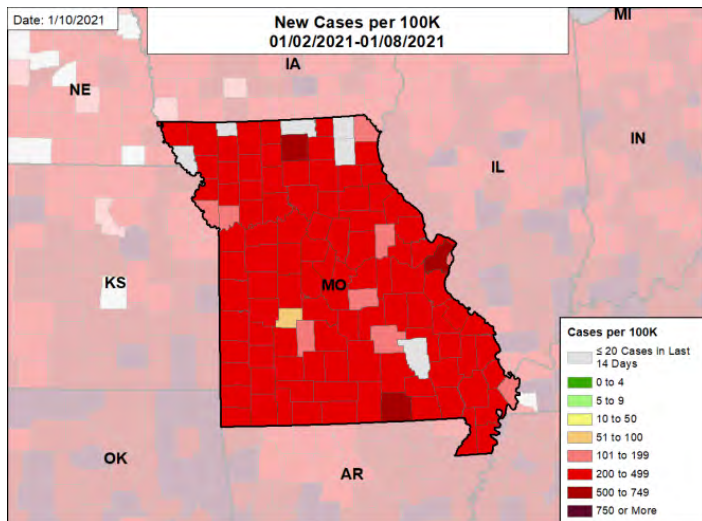 Date: 1/10/2021
New Cases per 100K
01/02/2021-01/08/2021
MI
IA
NE
IN
IL
KS
MO
OK
AR
Cases per 100K
≤ 20 Cases in Last
14 Days
0 to 4
5 to 9
10 to 50
51 to 100
101 to 199
200 to 499
500 to 749
750 or More